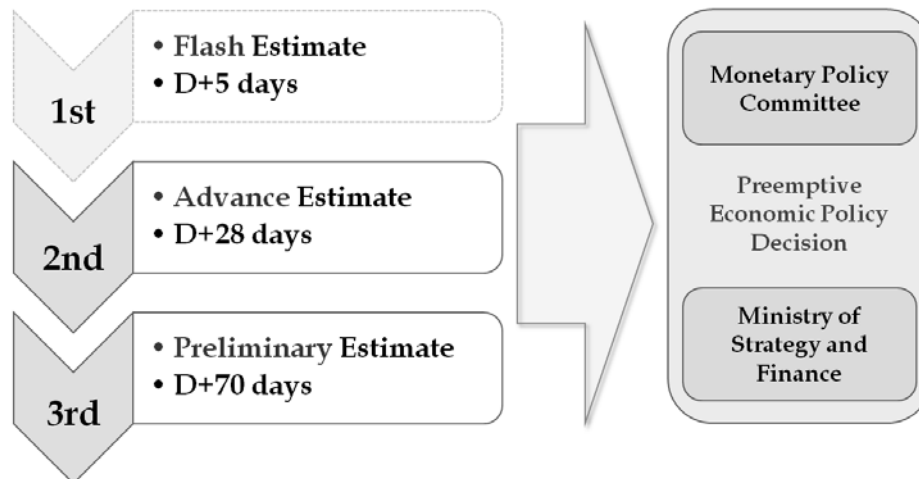 1st
• Flash Estimate
• D+5 days
2nd
• Advance Estimate
• D+28 days
3rd
• Preliminary Estimate
• D+70 days
Monetary Policy
Committee
Preemptive
Economic Policy
Decision
Ministry of
Strategy and
Finance